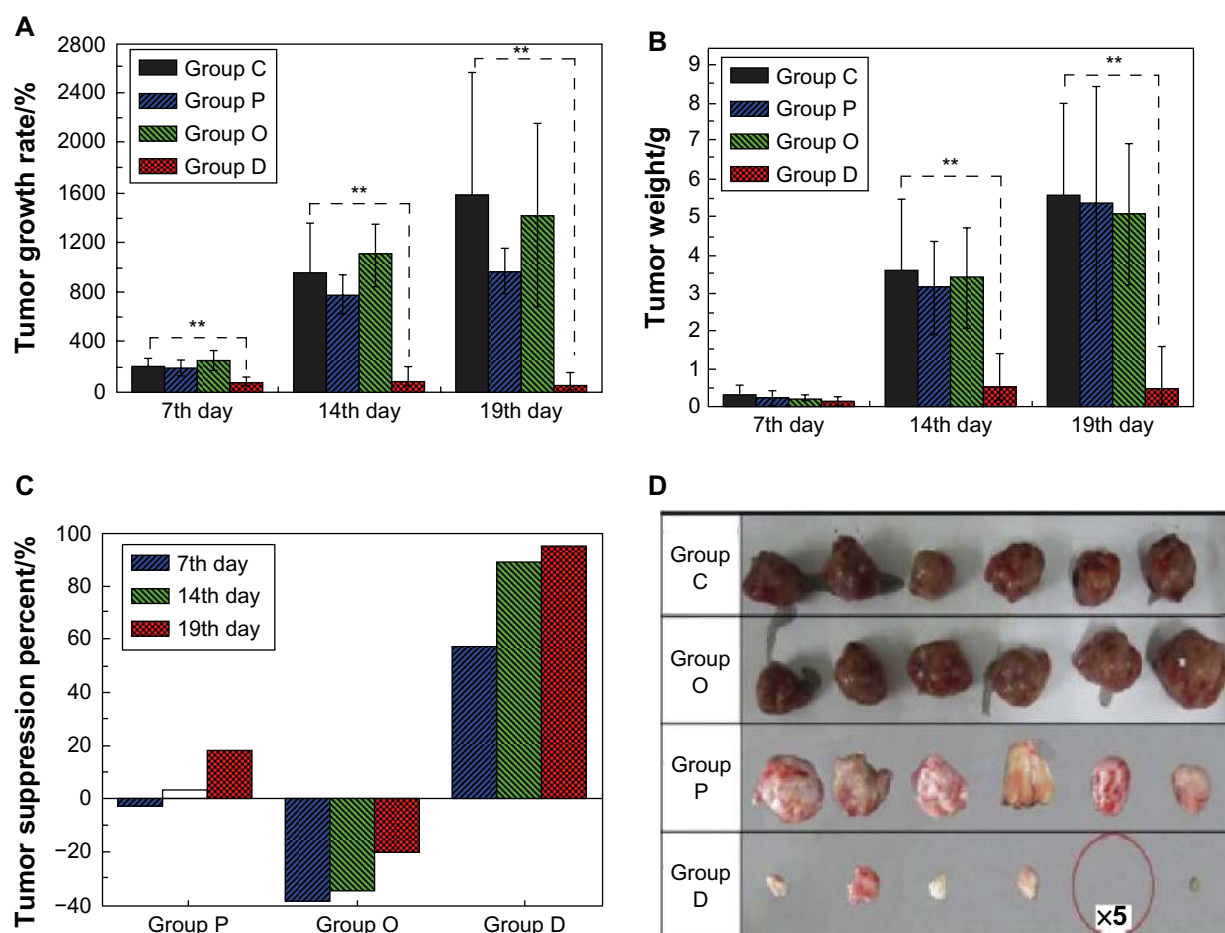 A
Tumor growth rate/%
2800
2400
2000
1600
1200
800
400
0
Group C
Group P
Group O
Group D
**
**
**
7th day
14th day
19th day
B
Tumor weight/g
9
8
7
6
5
4
3
2
1
0
Group C
Group P
Group O
Group D
**
**
7th day
14th day
19th day
C
Tumor suppression percent/%
100
80
60
40
20
0
−20
−40
7th day
14th day
19th day
Group P
Group O
Group D
D
Group
C
Group
O
Group
P
Group
D
×5